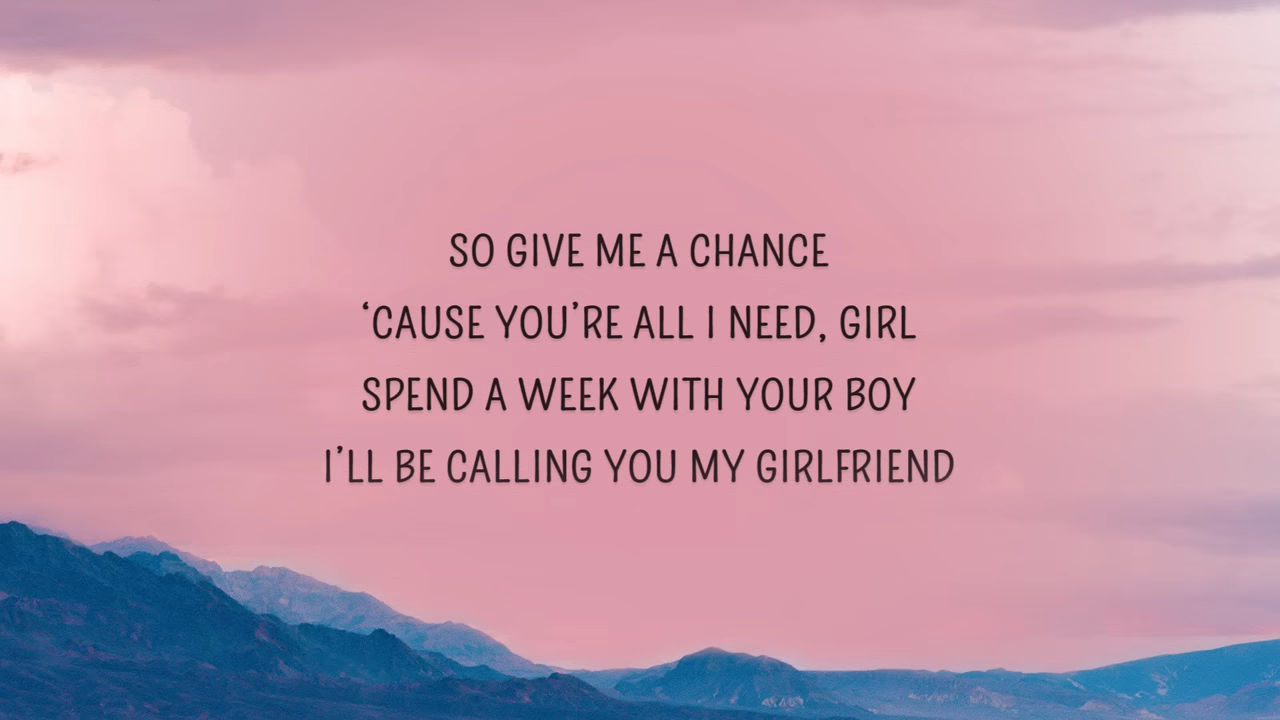 SO GIVE ME A CHANCE
‘CAUSE YOU’RE ALL I NEED, GIRL
SPEND A WEEK WITH YOUR BOY
I’LL BE CALLING YOU MY GIRLFRIEND